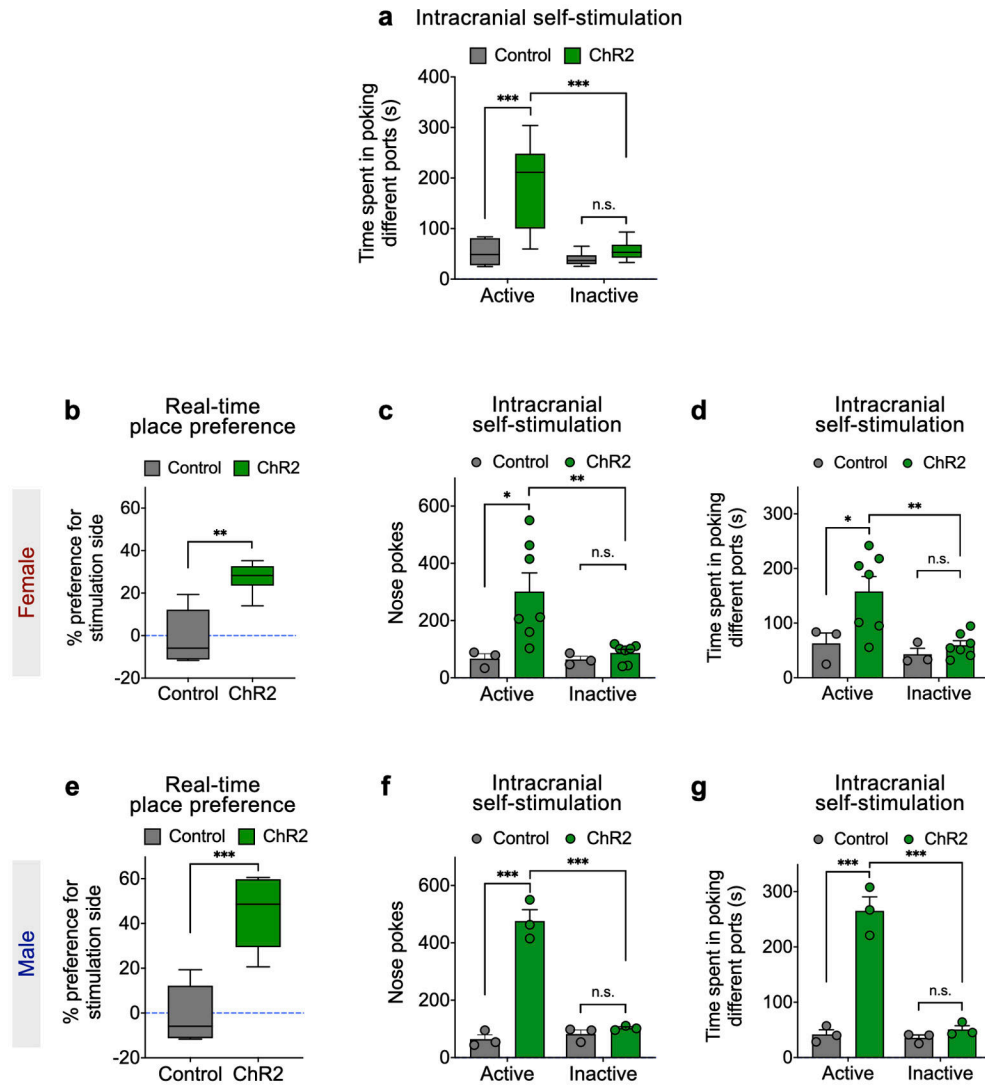 a Intracranial self-stimulation
Control ChR2
Time spent in poking
different ports (s)
400
300
200
100
0
***
***
n.s.
Active Inactive
Female
b Real-time
place preference
Control ChR2
% preference for
stimulation side
60
40
20
0
-20
**
Control ChR2
c Intracranial
self-stimulation
Control ChR2
Nose pokes
600
400
200
0
*
**
n.s.
Active Inactive
d Intracranial
self-stimulation
Control ChR2
Time spent in poking
different ports (s)
300
200
100
0
*
**
n.s.
Active Inactive
Male
e Real-time
place preference
Control ChR2
% preference for
stimulation side
60
40
20
0
-20
***
Control ChR2
f Intracranial
self-stimulation
Control ChR2
Nose pokes
600
400
200
0
***
***
n.s.
Active Inactive
g Intracranial
self-stimulation
Control ChR2
Time spent in poking
different ports (s)
300
200
100
0
***
***
n.s.
Active Inactive